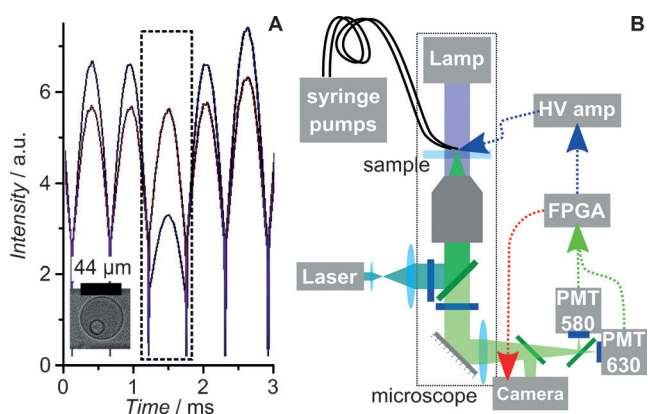 A
Intensity / a.u.
6
4
2
0
44 µm
0
1
2
3
Time / ms
B
Lamp
syringe
pumps
HV amp
sample
FPGA
Laser
PMT
580
PMT
630
microscope
Camera